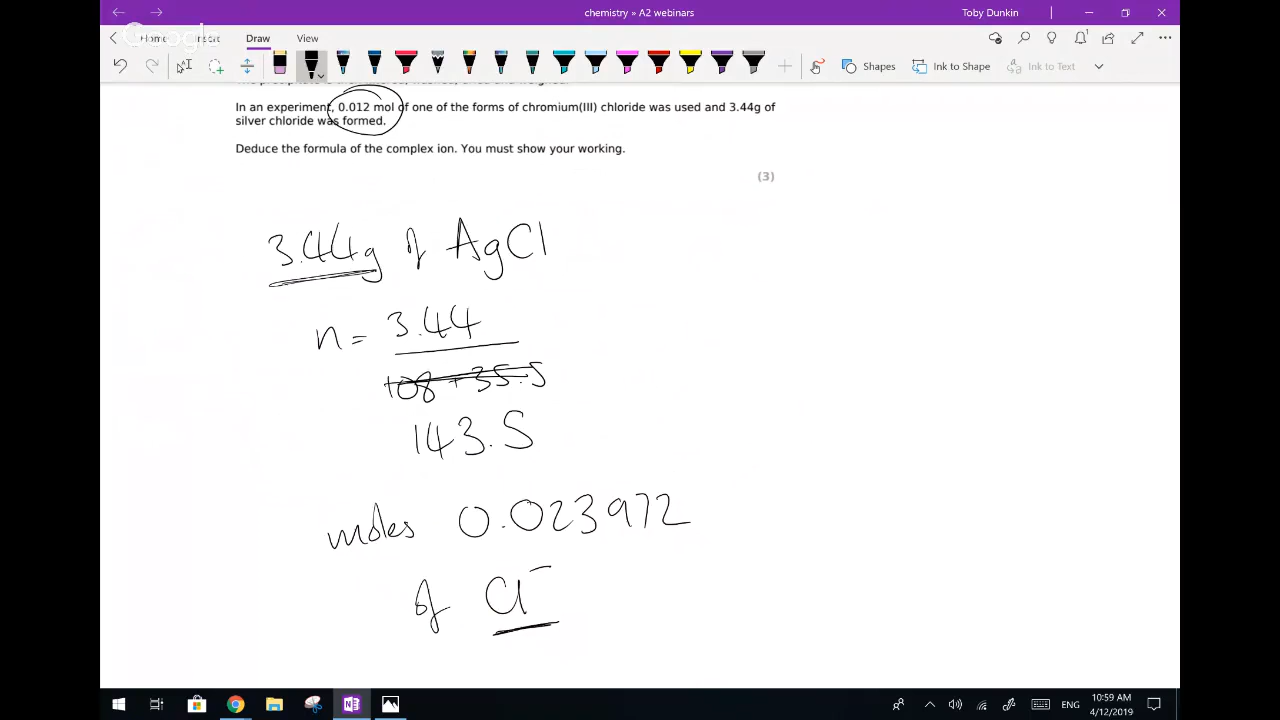 chemistry » A2 webinars
Toby Dunkin
Google
Home
Draw
View
Shapes
Ink to Shape
Ink to Text
In an experiment, 0.012 mol of one of the forms of chromium(III) chloride was used and 3.44g of
silver chloride was formed.
Deduce the formula of the complex ion. You must show your working.
(3)
3.44g of AgCl
n = 3.44
108 + 35.5
143.5
moles 0.023972
of Cl⁻
ENG
10:59 AM
4/12/2019